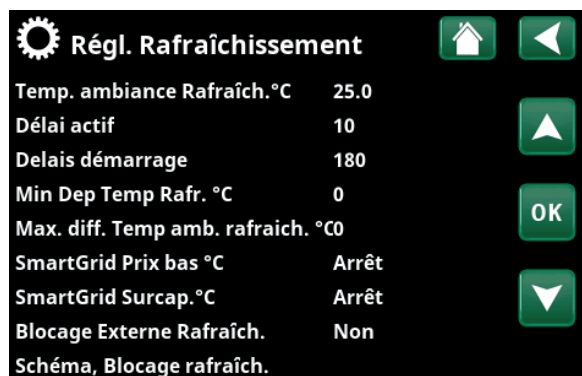 Régl. Rafraîchissement
Temp. ambiance Rafraîch.°C 25.0
Délai actif 10
Delais démarrage 180
Min Dep Temp Rafr. °C 0
Max. diff. Temp amb. rafraich. °C0
OK
SmartGrid Prix bas °C Arrêt
SmartGrid Surcap.°C Arrêt
Blocage Externe Rafraîch. Non
Schéma, Blocage rafraîch.